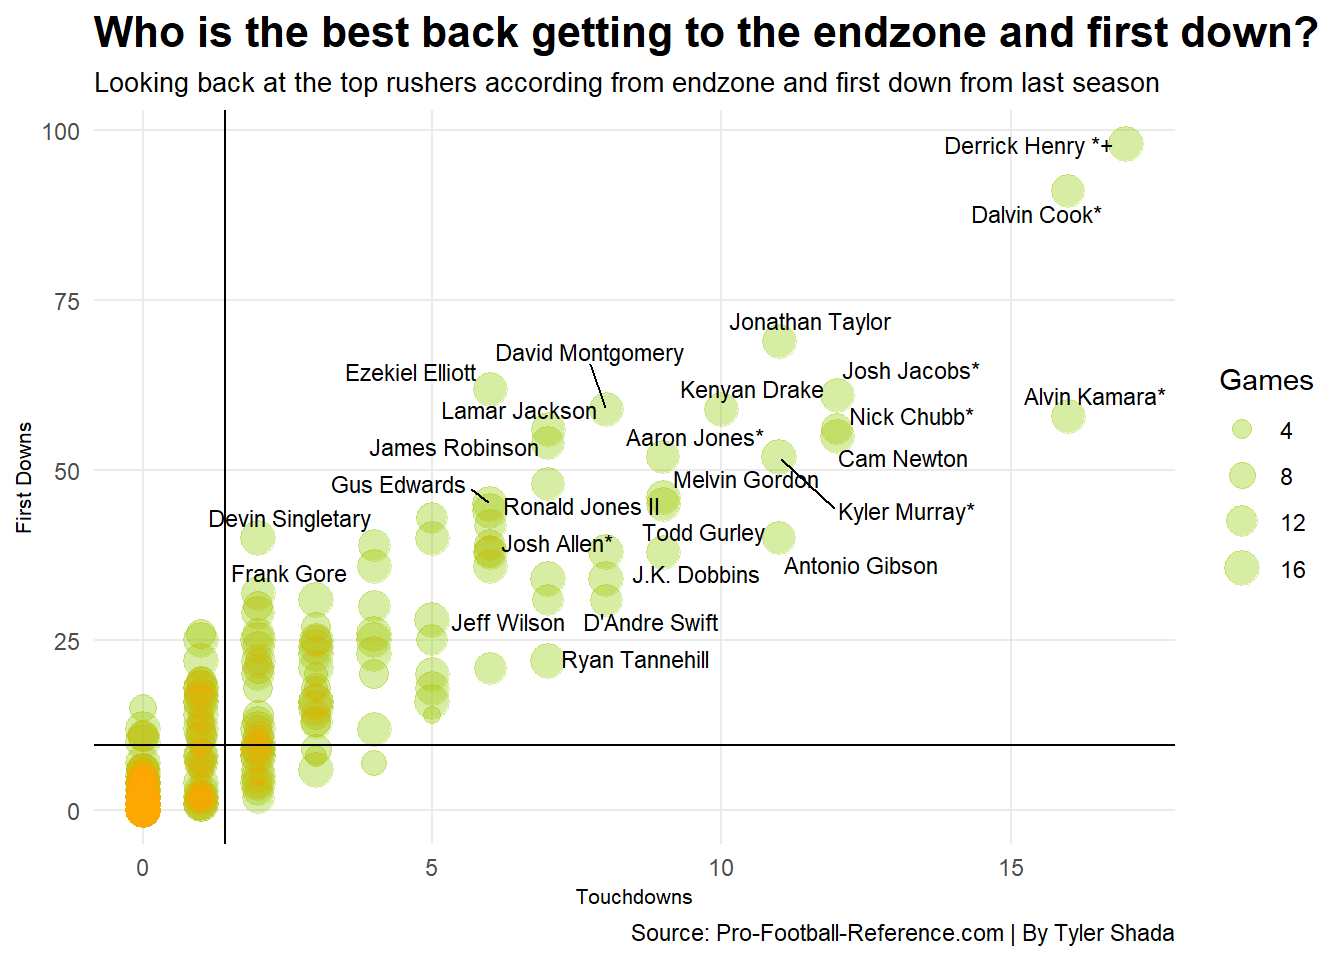 Who is the best back getting to the endzone and first down?
Looking back at the top rushers according from endzone and first down from last season
100
75
50
25
0
First Downs
Derrick Henry *+
Dalvin Cook*
Jonathan Taylor
David Montgomery
Ezekiel Elliott
Josh Jacobs*
Kenyan Drake
Alvin Kamara*
Lamar Jackson
Nick Chubb*
Aaron Jones*
James Robinson
Cam Newton
Melvin Gordon
Gus Edwards
Ronald Jones II
Kyler Murray*
Devin Singletary
Todd Gurley
Josh Allen*
Antonio Gibson
Frank Gore
J.K. Dobbins
Jeff Wilson
D'Andre Swift
Ryan Tannehill
Games
4
8
12
16
0
5
10
15
Touchdowns
Source: Pro-Football-Reference.com | By Tyler Shada